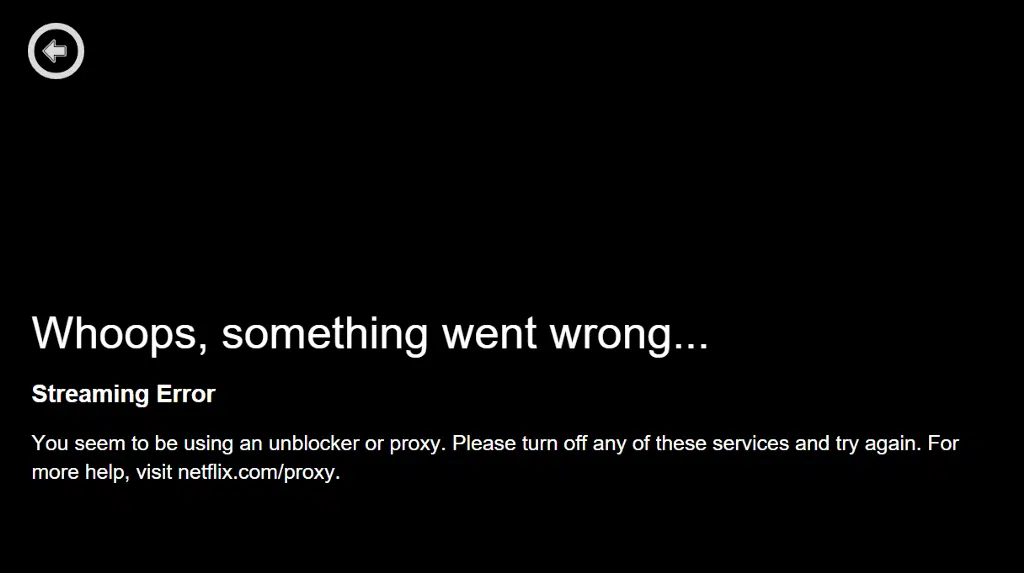 Whoops, something went wrong...
Streaming Error
You seem to be using an unblocker or proxy. Please turn off any of these services and try again. For
more help, visit netflix.com/proxy.